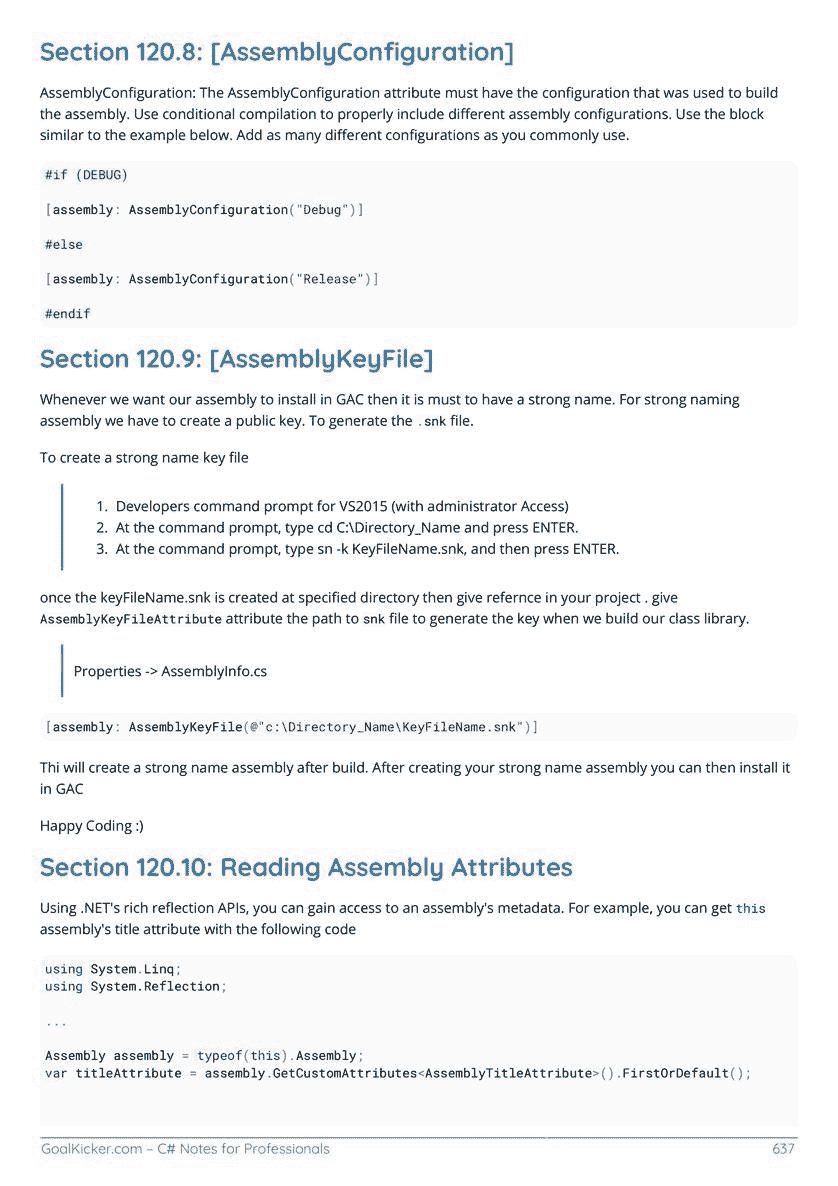 Section 120.8: [AssemblyConfiguration]
AssemblyConfiguration: The AssemblyConfiguration attribute must have the configuration that was used to build
the assembly. Use conditional compilation to properly include different assembly configurations. Use the block
similar to the example below. Add as many different configurations as you commonly use.
#if (DEBUG)
[assembly: AssemblyConfiguration("Debug")]
#else
[assembly: AssemblyConfiguration("Release")]
#endif
Section 120.9: [AssemblyKeyFile]
Whenever we want our assembly to install in GAC then it is must to have a strong name. For strong naming
assembly we have to create a public key. To generate the .snk file.
To create a strong name key file
1. Developers command prompt for VS2015 (with administrator Access)
2. At the command prompt, type cd C:\Directory_Name and press ENTER.
3. At the command prompt, type sn -k KeyFileName.snk, and then press ENTER.
once the keyFileName.snk is created at specified directory then give refernce in your project . give
AssemblyKeyFileAttribute attribute the path to snk file to generate the key when we build our class library.
Properties -> AssemblyInfo.cs
[assembly: AssemblyKeyFile(@"c:\Directory_Name\KeyFileName.snk")]
Thi will create a strong name assembly after build. After creating your strong name assembly you can then install it
in GAC
Happy Coding :)
Section 120.10: Reading Assembly Attributes
Using .NET's rich reflection APIs, you can gain access to an assembly's metadata. For example, you can get this
assembly's title attribute with the following code
using System.Linq;
using System.Reflection;
...
Assembly assembly = typeof(this).Assembly;
var titleAttribute = assembly.GetCustomAttributes<AssemblyTitleAttribute>().FirstOrDefault();
GoalKicker.com – C# Notes for Professionals
637